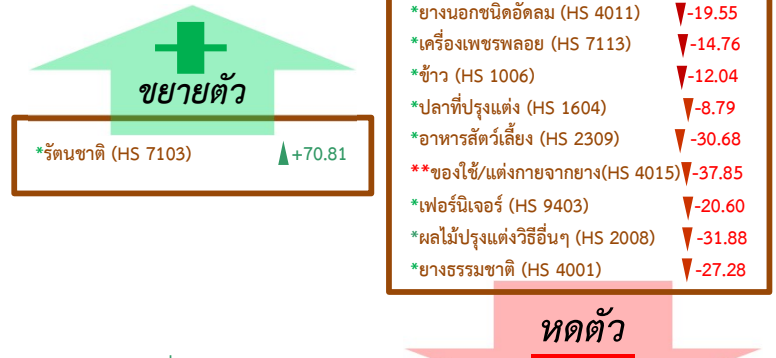 ขยายตัว
*รัตนชาติ (HS 7103) +70.81
*ยางนอกชนิดอัดลม (HS 4011) -19.55
*เครื่องเพชรพลอย (HS 7113) -14.76
*ข้าว (HS 1006) -12.04
*ปลาที่ปรุงแต่ง (HS 1604) -8.79
*อาหารสัตว์เลี้ยง (HS 2309) -30.68
**ของใช้/แต่งกายจากยาง(HS 4015) -37.85
*เฟอร์นิเจอร์ (HS 9403) -20.60
*ผลไม้ปรุงแต่งวิธีอื่นๆ (HS 2008) -31.88
*ยางธรรมชาติ (HS 4001) -27.28
หดตัว